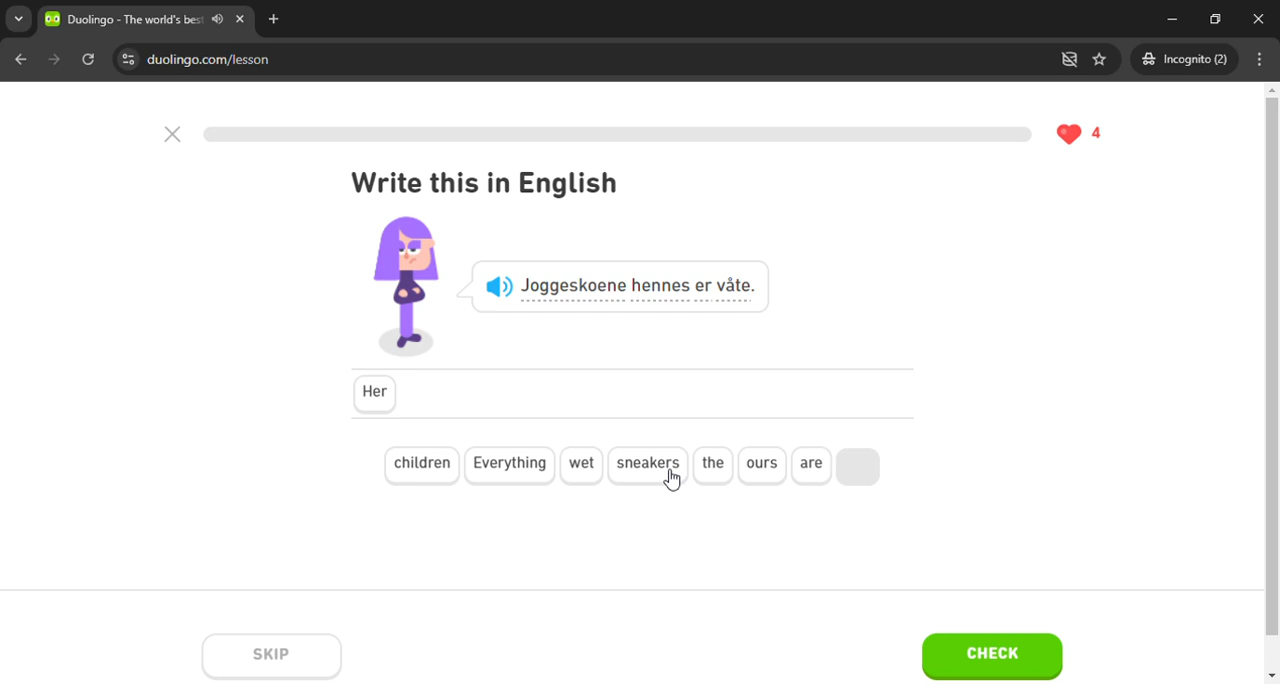 Duolingo - The world's best
duolingo.com/lesson
Incognito (2)
4
Write this in English
Joggeskoene hennes er våte.
Her
children Everything wet sneakers the ours are
SKIP
CHECK